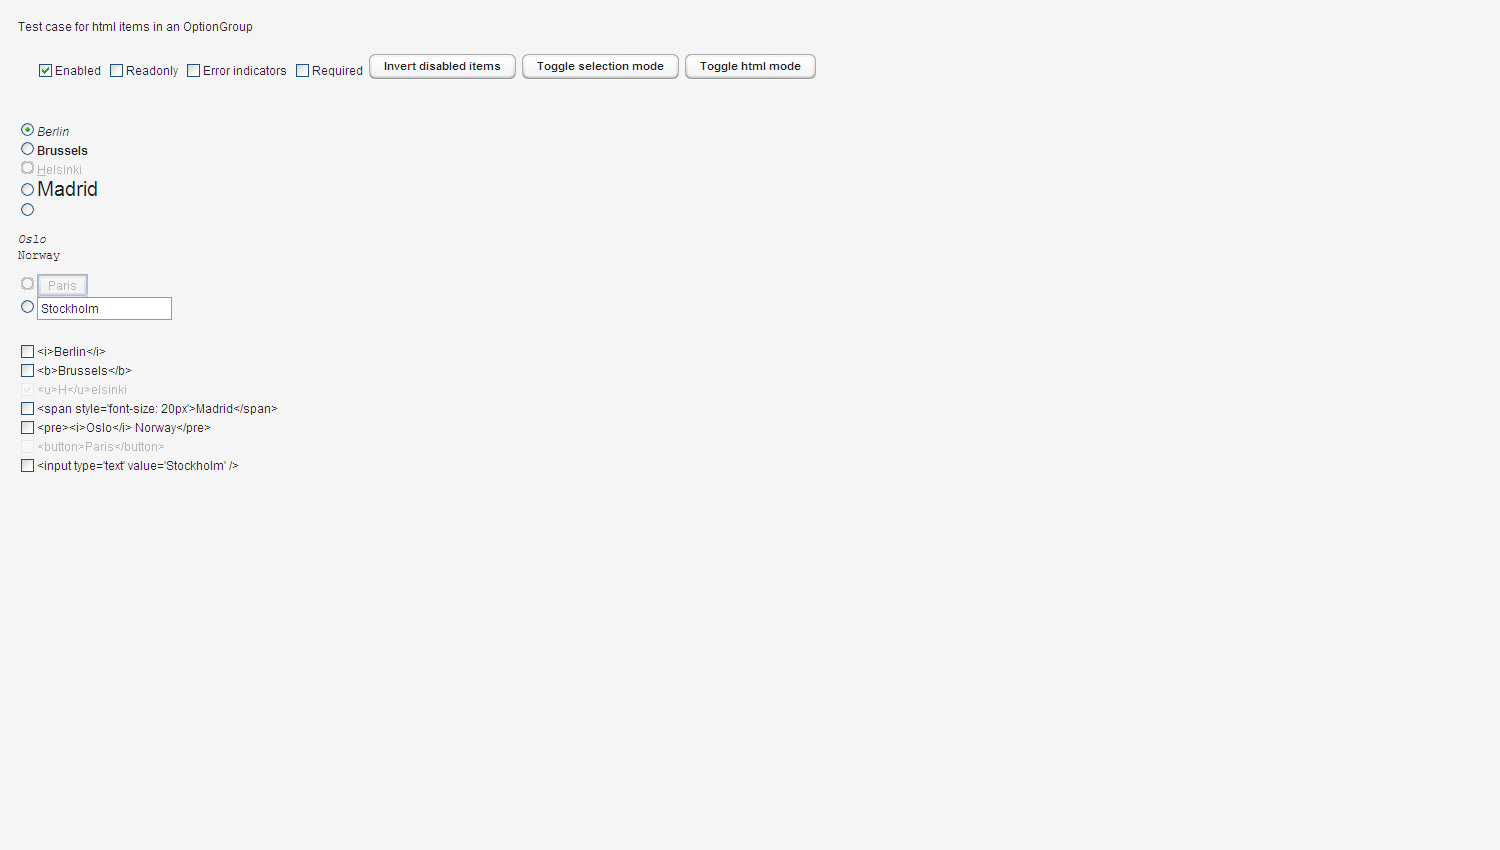 Test case for html items in an OptionGroup
Enabled Readonly Error indicators Required Invert disabled items Toggle selection mode Toggle html mode
Berlin
Brussels
Helsinki
Madrid
Oslo
Norway
Paris
Stockholm
<i>Berlin</i>
<b>Brussels</b>
<u>H</u>elsinki
<span style='font-size: 20px'>Madrid</span>
<pre><i>Oslo</i> Norway</pre>
<button>Paris</button>
<input type='text' value='Stockholm' />